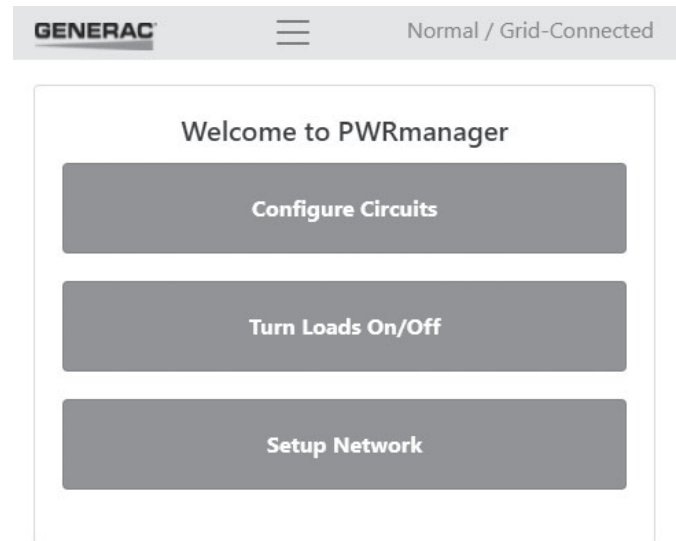 GENERAC
Normal / Grid-Connected
Welcome to PWRmanager
Configure Circuits
Turn Loads On/Off
Setup Network